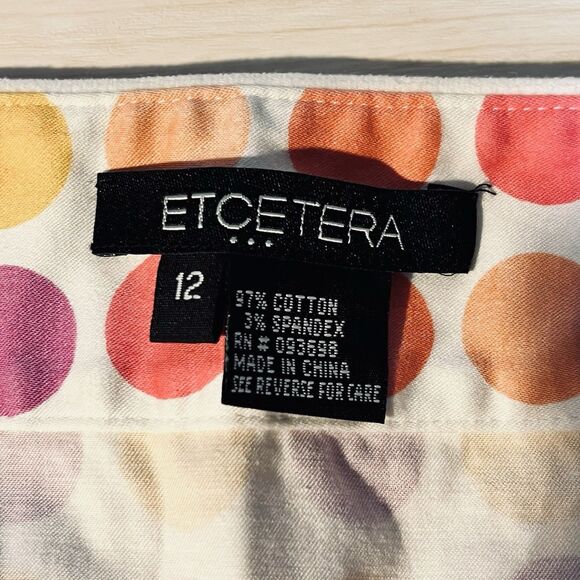 ETCETERA
12
97% COTTON
3% SPANDEX
RN # 093698
MADE IN CHINA
SEE REVERSE FOR CARE